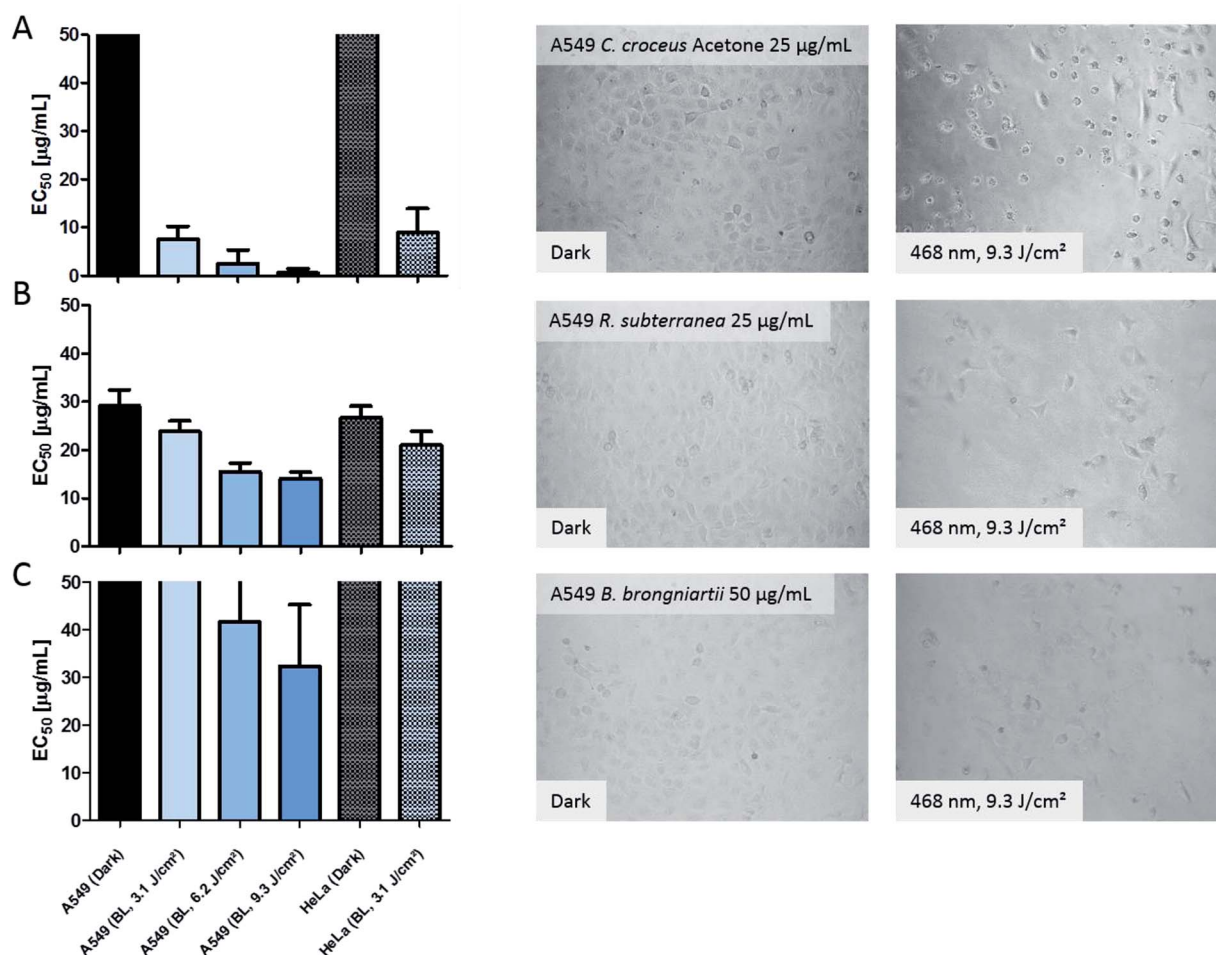 A
50
40
30
20
10
0
EC₅₀ [µg/mL]
A549 C. croceus Acetone 25 µg/mL
Dark
468 nm, 9.3 J/cm²
B
50
40
30
20
10
0
EC₅₀ [µg/mL]
A549 R. subterranea 25 µg/mL
Dark
468 nm, 9.3 J/cm²
C
50
40
30
20
10
0
EC₅₀ [µg/mL]
A549 B. brongniartii 50 µg/mL
Dark
468 nm, 9.3 J/cm²
A549 (Dark)
A549 (BL, 3.1 J/cm²)
A549 (BL, 6.2 J/cm²)
A549 (BL, 9.3 J/cm²)
HeLa (Dark)
HeLa (BL, 3.1 J/cm²)